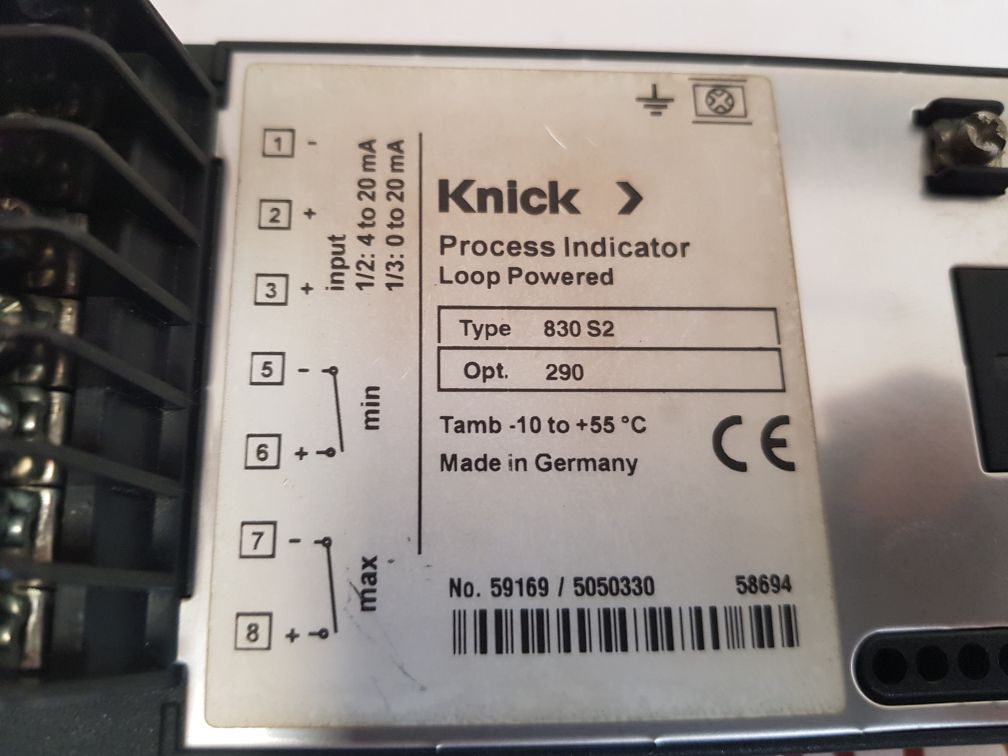 1 -
2 +
3 +
input
1/2: 4 to 20 mA
1/3: 0 to 20 mA
5 -
6 +
min
7 -
8 +
max
Knick >
Process Indicator
Loop Powered
Type 830 S2
Opt. 290
Tamb -10 to +55 °C
Made in Germany
CE
No. 59169 / 5050330 58694